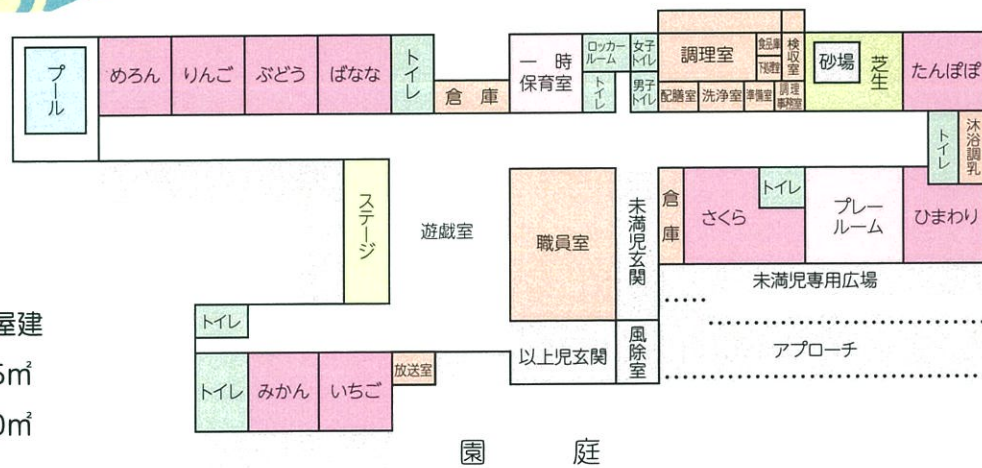 プール
めろん
りんご
ぶどう
ばなな
トイレ
倉庫
一時
保育室
ロッカー
ルーム
トイレ
女子
トイレ
男子
トイレ
調理室
食品庫
下処理室
検収室
配膳室
洗浄室
準備室
調理
事務室
砂場
芝生
たんぽぽ
トイレ
沐浴調乳
ステージ
遊戯室
職員室
未満児玄関
倉庫
さくら
トイレ
プレー
ルーム
ひまわり
未満児専用広場
アプローチ
風除室
以上児玄関
トイレ
トイレ
みかん
いちご
放送室
園庭
屋建
㎡
0㎡